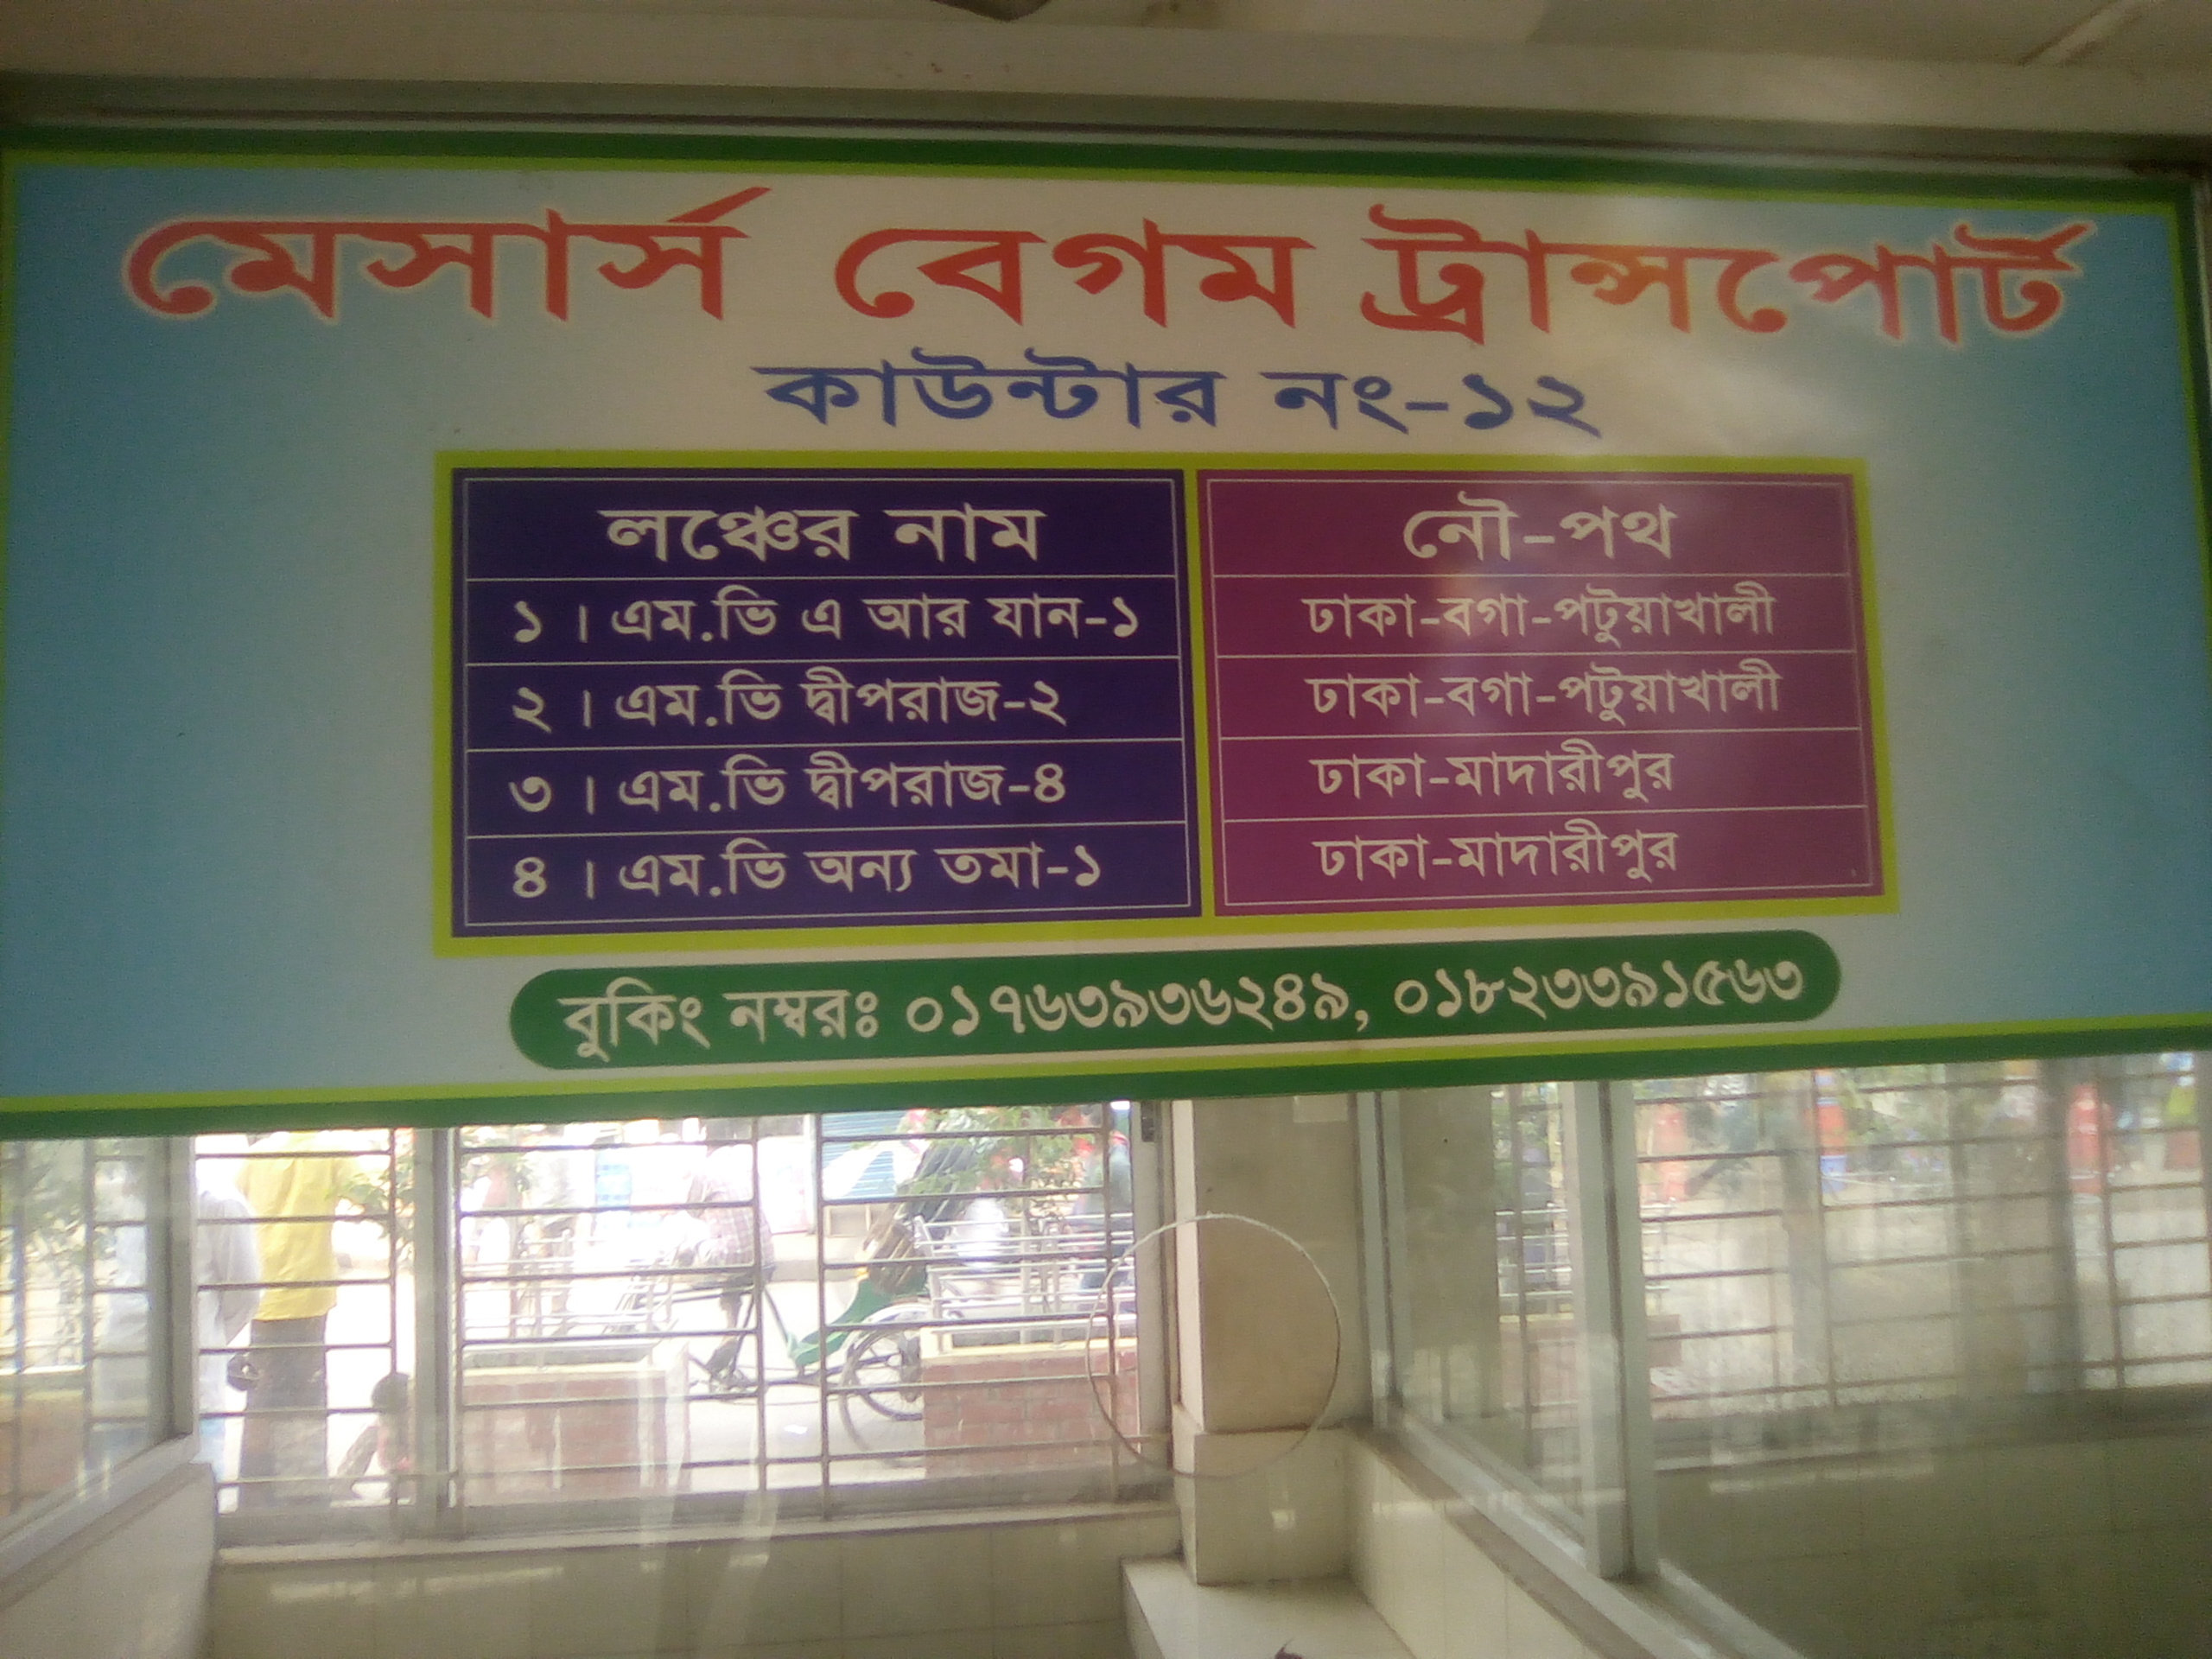 মেসার্স বেগম ট্রান্সপোর্ট
কাউন্টার নং-১২
লঞ্চের নাম নৌ-পথ
১। এম.ভি এ আর যান-১ ঢাকা-বগা-পটুয়াখালী
২। এম.ভি দ্বীপরাজ-২ ঢাকা-বগা-পটুয়াখালী
৩। এম.ভি দ্বীপরাজ-৪ ঢাকা-মাদারীপুর
৪। এম.ভি অন্য তমা-১ ঢাকা-মাদারীপুর
বুকিং নম্বরঃ ০১৭৬৩৯৩৬২৪৯, ০১৮২৩৩৯১৫৬৩